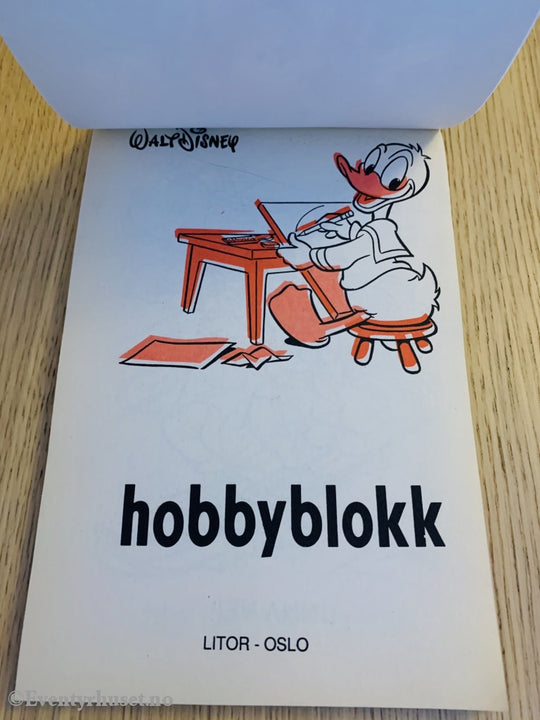 Walt Disney
hobbyblokk
LITOR - OSLO
© Eventyrhuset.no